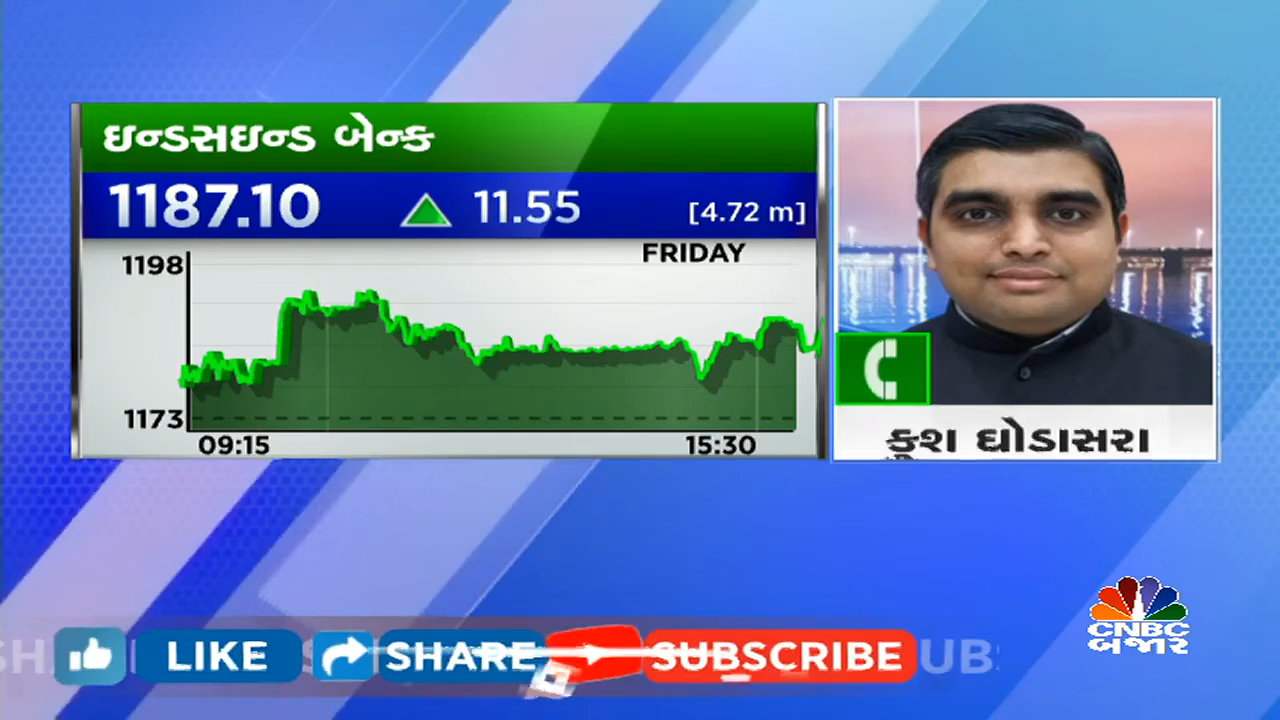 ઇન્ડસઇન્ડ બેન્ક
1187.10 11.55 [4.72 m]
FRIDAY
1198
1173
09:15 15:30
કુશ ઘોડાસરા
LIKE SHARE SUBSCRIBE
CNBC
બજાર